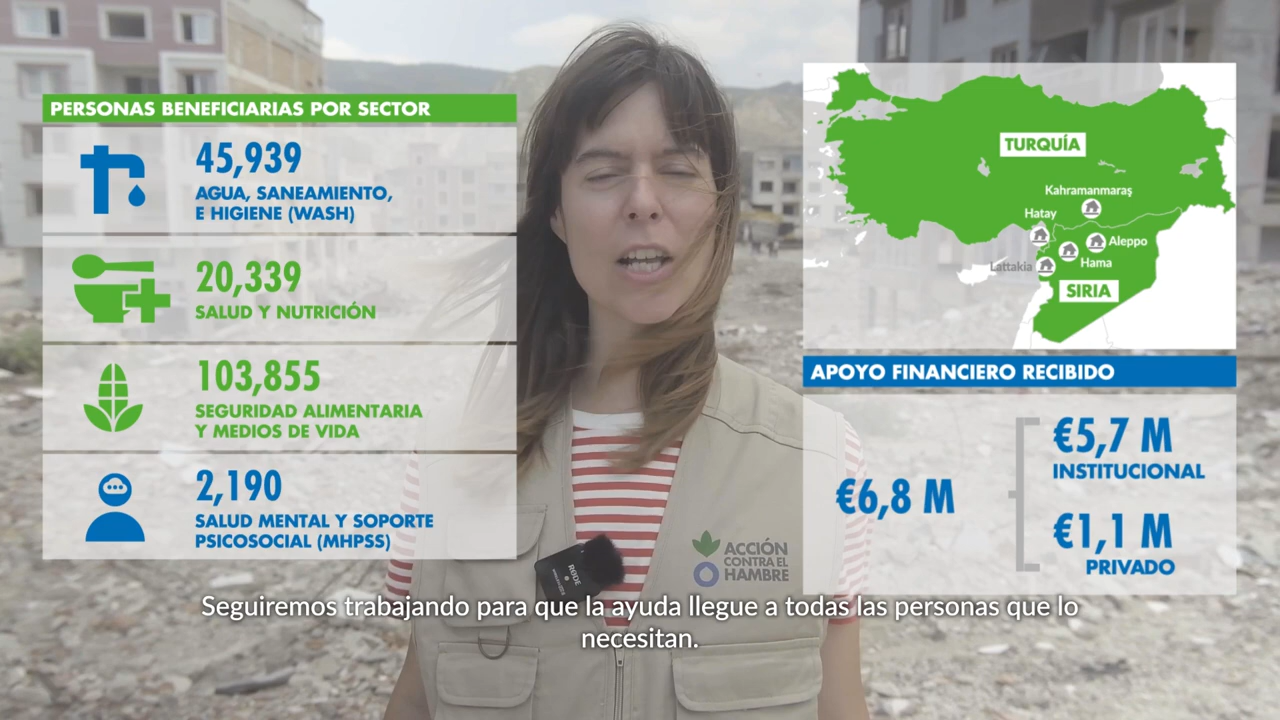 PERSONAS BENEFICIARIAS POR SECTOR
45,939
AGUA, SANEAMIENTO,
E HIGIENE (WASH)
20,339
SALUD Y NUTRICIÓN
103,855
SEGURIDAD ALIMENTARIA
Y MEDIOS DE VIDA
2,190
SALUD MENTAL Y SOPORTE
PSICOSOCIAL (MHPSS)
TURQUÍA
Kahramanmaraş
Hatay
Aleppo
Hama
Lattakia
SIRIA
APOYO FINANCIERO RECIBIDO
€6,8 M
€5,7 M
INSTITUCIONAL
€1,1 M
PRIVADO
RØDE
ACCIÓN
CONTRA EL
HAMBRE
Seguiremos trabajando para que la ayuda llegue a todas las personas que lo
necesitan.